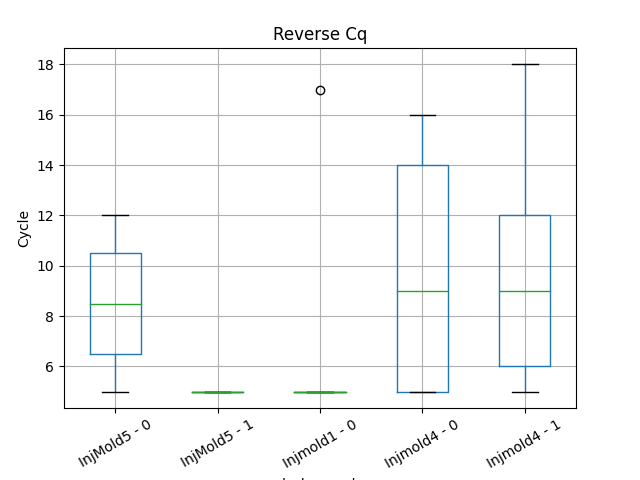 Reverse Cq
18
16
14
12
10
8
6
Cycle
InjMold5 - 0
InjMold5 - 1
Injmold1 - 0
Injmold4 - 0
Injmold4 - 1